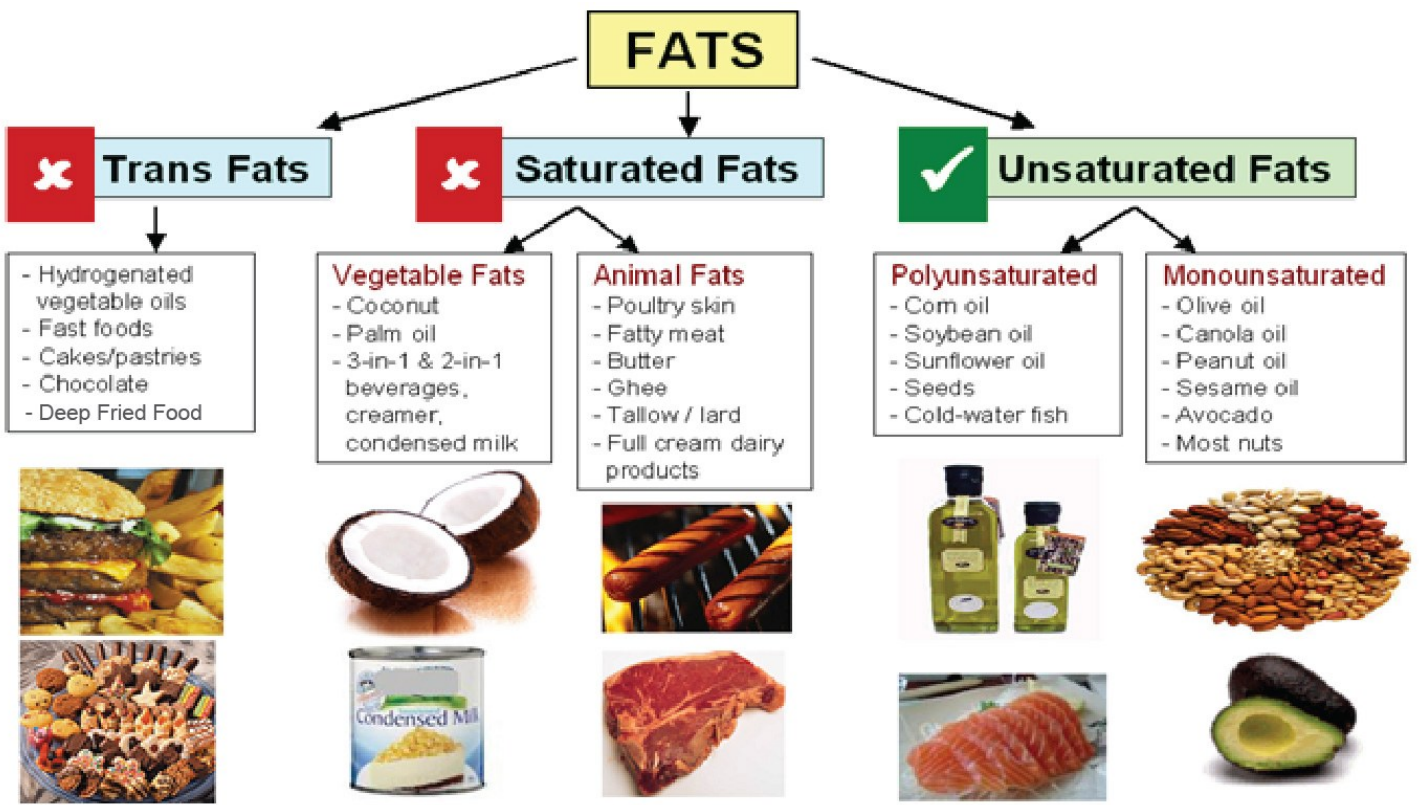 FATS
Trans Fats
Saturated Fats
Unsaturated Fats
- Hydrogenated
vegetable oils
- Fast foods
- Cakes/pastries
- Chocolate
- Deep Fried Food
Vegetable Fats
- Coconut
- Palm oil
- 3-in-1 & 2-in-1
beverages,
creamer,
condensed milk
Animal Fats
- Poultry skin
- Fatty meat
- Butter
- Ghee
- Tallow / lard
- Full cream dairy
products
Polyunsaturated
- Corn oil
- Soybean oil
- Sunflower oil
- Seeds
- Cold-water fish
Monounsaturated
- Olive oil
- Canola oil
- Peanut oil
- Sesame oil
- Avocado
- Most nuts
Condensed Milk